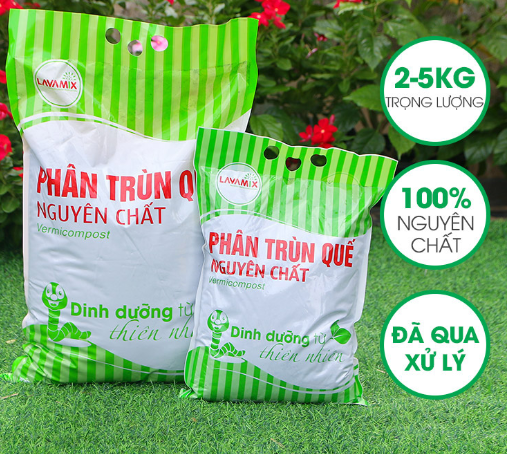 LAVAMIX
PHÂN TRÙN QU
NGUYÊN CHẤT
Vermicompost
Dinh dưỡng từ
thiên nhiên
LAVAMIX
PHÂN TRÙN QUẾ
NGUYÊN CHẤT
Vermicompost
Dinh dưỡng từ
thiên nhiên
2-5KG
TRỌNG LƯỢNG
100%
NGUYÊN
CHẤT
ĐÃ QUA
XỬ LÝ